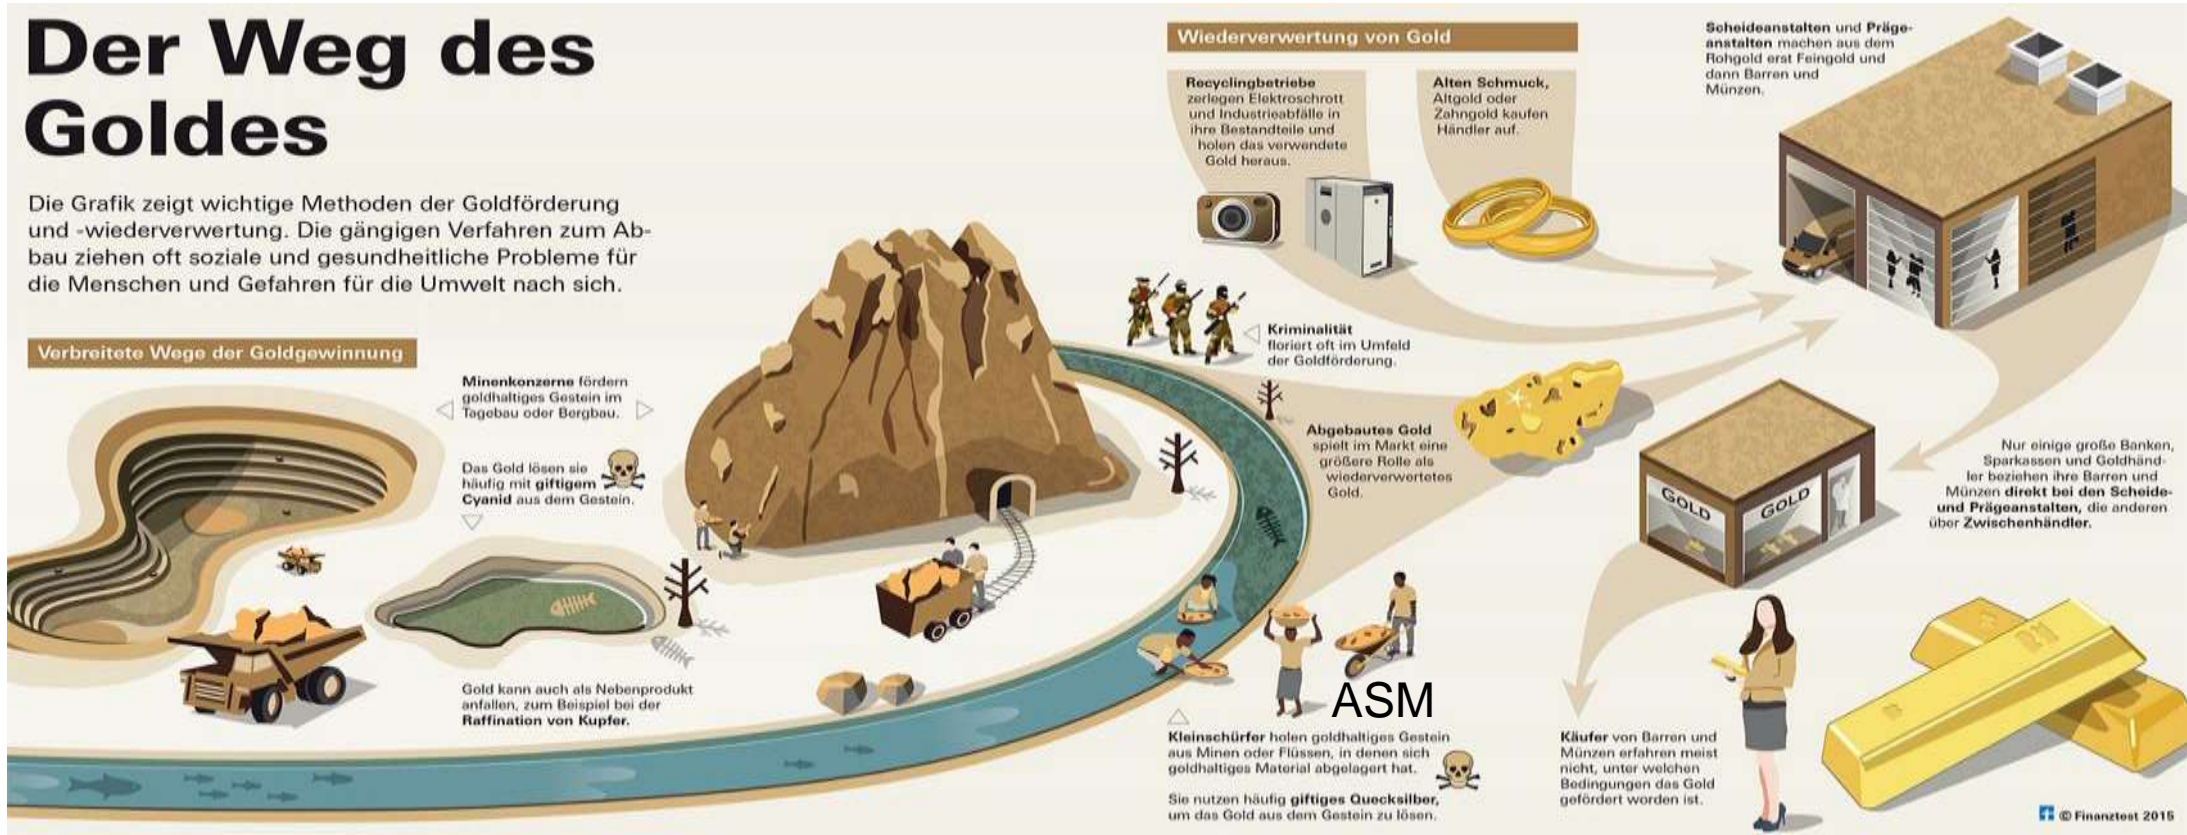 Der Weg des
Goldes
Die Grafik zeigt wichtige Methoden der Goldförderung
und -wiederverwertung. Die gängigen Verfahren zum Ab-
bau ziehen oft soziale und gesundheitliche Probleme für
die Menschen und Gefahren für die Umwelt nach sich.
Verbreitete Wege der Goldgewinnung
Minenkonzerne fördern
goldhaltiges Gestein im
Tagebau oder Bergbau.
Das Gold lösen sie
häufig mit giftigem
Cyanid aus dem Gestein.
Gold kann auch als Nebenprodukt
anfallen, zum Beispiel bei der
Raffination von Kupfer.
Wiederverwertung von Gold
Recyclingbetriebe
zerlegen Elektroschrott
und Industrieabfälle in
ihre Bestandteile und
holen das verwendete
Gold heraus.
Alten Schmuck,
Altgold oder
Zahngold kaufen
Händler auf.
Scheideanstalten und Präge-
anstalten machen aus dem
Rohgold erst Feingold und
dann Barren und
Münzen.
Kriminalität
floriert oft im Umfeld
der Goldförderung.
Abgebautes Gold
spielt im Markt eine
größere Rolle als
wiederverwertetes
Gold.
GOLD
GOLD
Nur einige große Banken,
Sparkassen und Goldhänd-
ler beziehen ihre Barren und
Münzen direkt bei den Scheide-
und Prägeanstalten, die anderen
über Zwischenhändler.
ASM
Kleinschürfer holen goldhaltiges Gestein
aus Minen oder Flüssen, in denen sich
goldhaltiges Material abgelagert hat.
Sie nutzen häufig giftiges Quecksilber,
um das Gold aus dem Gestein zu lösen.
Käufer von Barren und
Münzen erfahren meist
nicht, unter welchen
Bedingungen das Gold
gefördert worden ist.
© Finanztest 2015